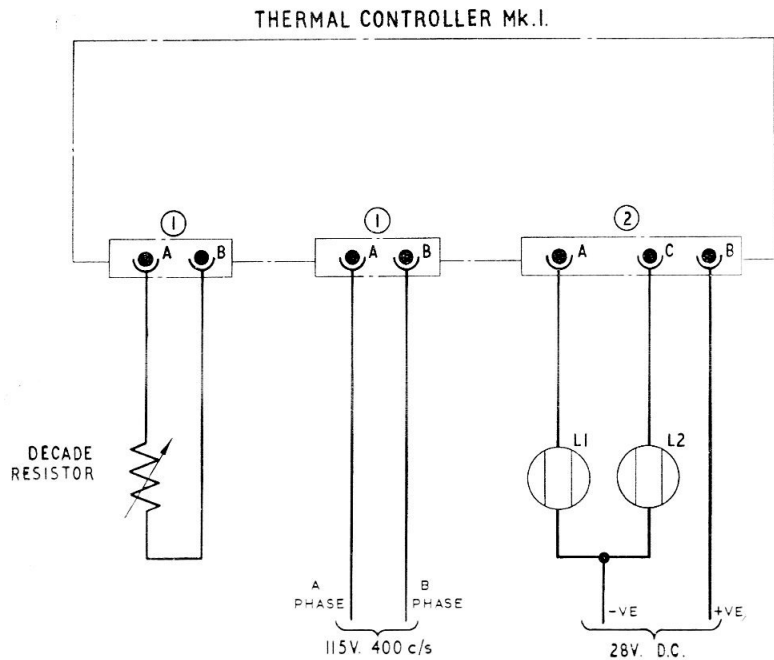 THERMAL CONTROLLER Mk.I.
1
1
2
A B
A B
A C B
DECADE
RESISTOR
L1 L2
A
PHASE
B
PHASE
-VE +VE
115V. 400 c/s
28V. D.C.